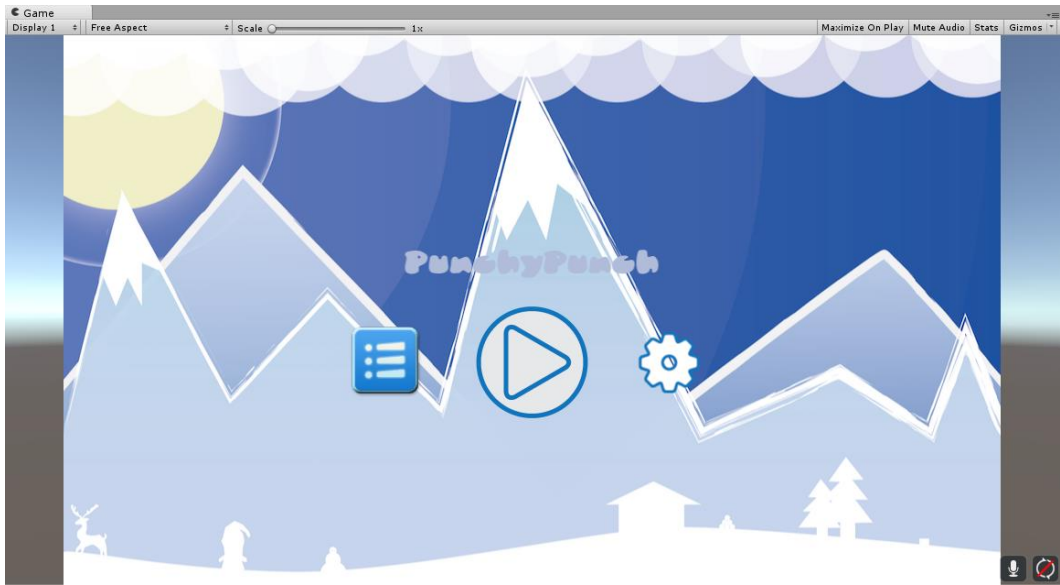 Game
Display 1 Free Aspect Scale 1x Maximize On Play Mute Audio Stats Gizmos
PunchyPunch